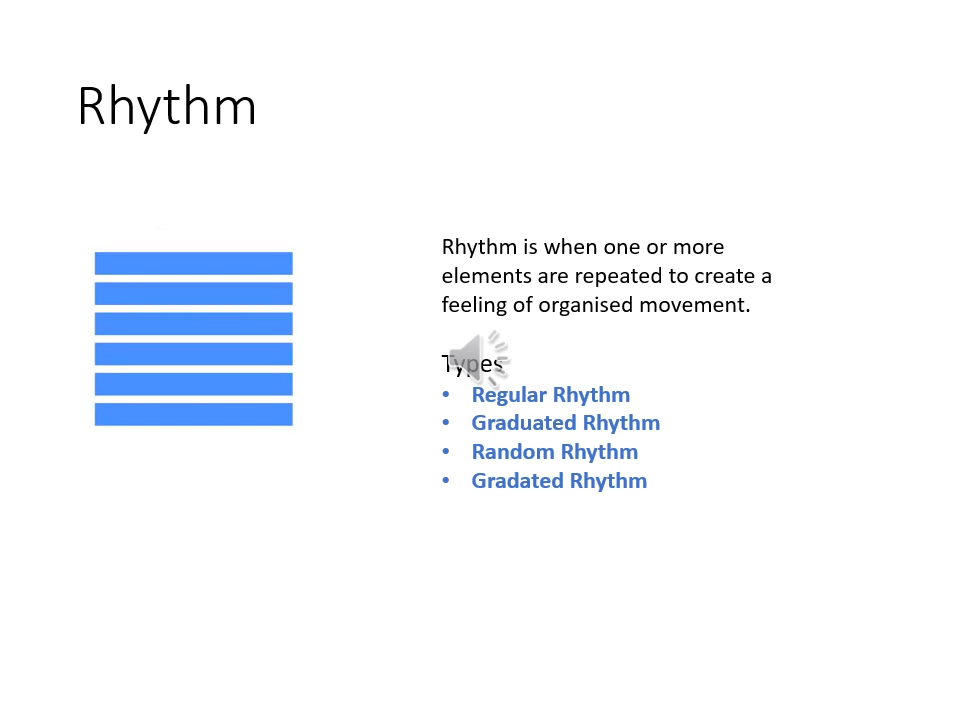 Rhythm
Rhythm is when one or more
elements are repeated to create a
feeling of organised movement.
Types
• Regular Rhythm
• Graduated Rhythm
• Random Rhythm
• Gradated Rhythm